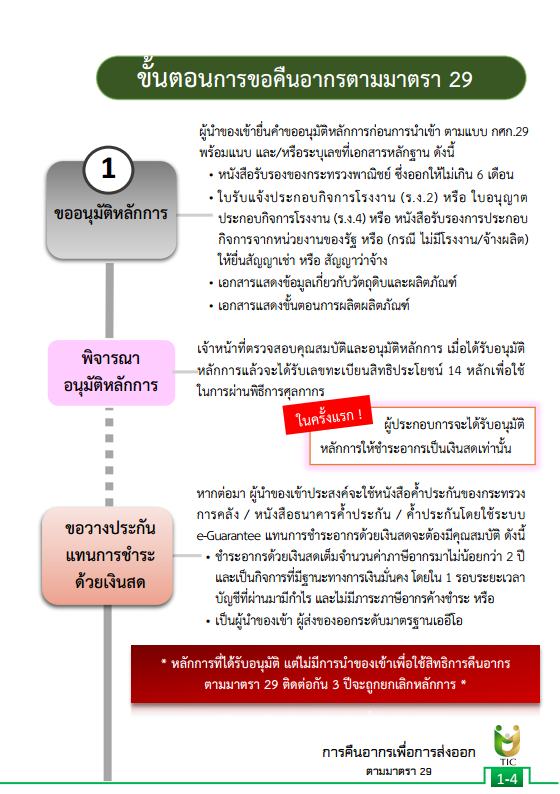 ขั้นตอนการขอคืนอากรตามมาตรา 29
1
ขออนุมัติหลักการ
ผู้นำของเข้ายื่นคำขออนุมัติหลักการก่อนการนำเข้า ตามแบบ กศก.29
พร้อมแนบ และ/หรือระบุเลขที่เอกสารหลักฐาน ดังนี้
• หนังสือรับรองของกระทรวงพาณิชย์ ซึ่งออกให้ไม่เกิน 6 เดือน
• ใบรับแจ้งประกอบกิจการโรงงาน (ร.ง.2) หรือ ใบอนุญาต
ประกอบกิจการโรงงาน (ร.ง.4) หรือ หนังสือรับรองการประกอบ
กิจการจากหน่วยงานของรัฐ หรือ (กรณี ไม่มีโรงงาน/จ้างผลิต)
ให้ยื่นสัญญาเช่า หรือ สัญญาว่าจ้าง
• เอกสารแสดงข้อมูลเกี่ยวกับวัตถุดิบและผลิตภัณฑ์
• เอกสารแสดงขั้นตอนการผลิตผลิตภัณฑ์
พิจารณา
อนุมัติหลักการ
เจ้าหน้าที่ตรวจสอบคุณสมบัติและอนุมัติหลักการ เมื่อได้รับอนุมัติ
หลักการแล้วจะได้รับเลขทะเบียนสิทธิประโยชน์ 14 หลักเพื่อใช้
ในการผ่านพิธีการศุลกากร
ในครั้งแรก !
ผู้ประกอบการจะได้รับอนุมัติ
หลักการให้ชำระอากรเป็นเงินสดเท่านั้น
ขอวางประกัน
แทนการชำระ
ด้วยเงินสด
หากต่อมา ผู้นำของเข้าประสงค์จะใช้หนังสือค้ำประกันของกระทรวง
การคลัง / หนังสือธนาคารค้ำประกัน / ค้ำประกันโดยใช้ระบบ
e-Guarantee แทนการชำระอากรด้วยเงินสดจะต้องมีคุณสมบัติ ดังนี้
• ชำระอากรด้วยเงินสดเต็มจำนวนค่าภาษีอากรมาไม่น้อยกว่า 2 ปี
และเป็นกิจการที่มีฐานะทางการเงินมั่นคง โดยใน 1 รอบระยะเวลา
บัญชีที่ผ่านมามีกำไร และไม่มีภาระภาษีอากรค้างชำระ หรือ
• เป็นผู้นำของเข้า ผู้ส่งของออกระดับมาตรฐานเออีโอ
* หลักการที่ได้รับอนุมัติ แต่ไม่มีการนำของเข้าเพื่อใช้สิทธิการคืนอากร
ตามมาตรา 29 ติดต่อกัน 3 ปีจะถูกยกเลิกหลักการ *
การคืนอากรเพื่อการส่งออก
ตามมาตรา 29
TIC
1-4